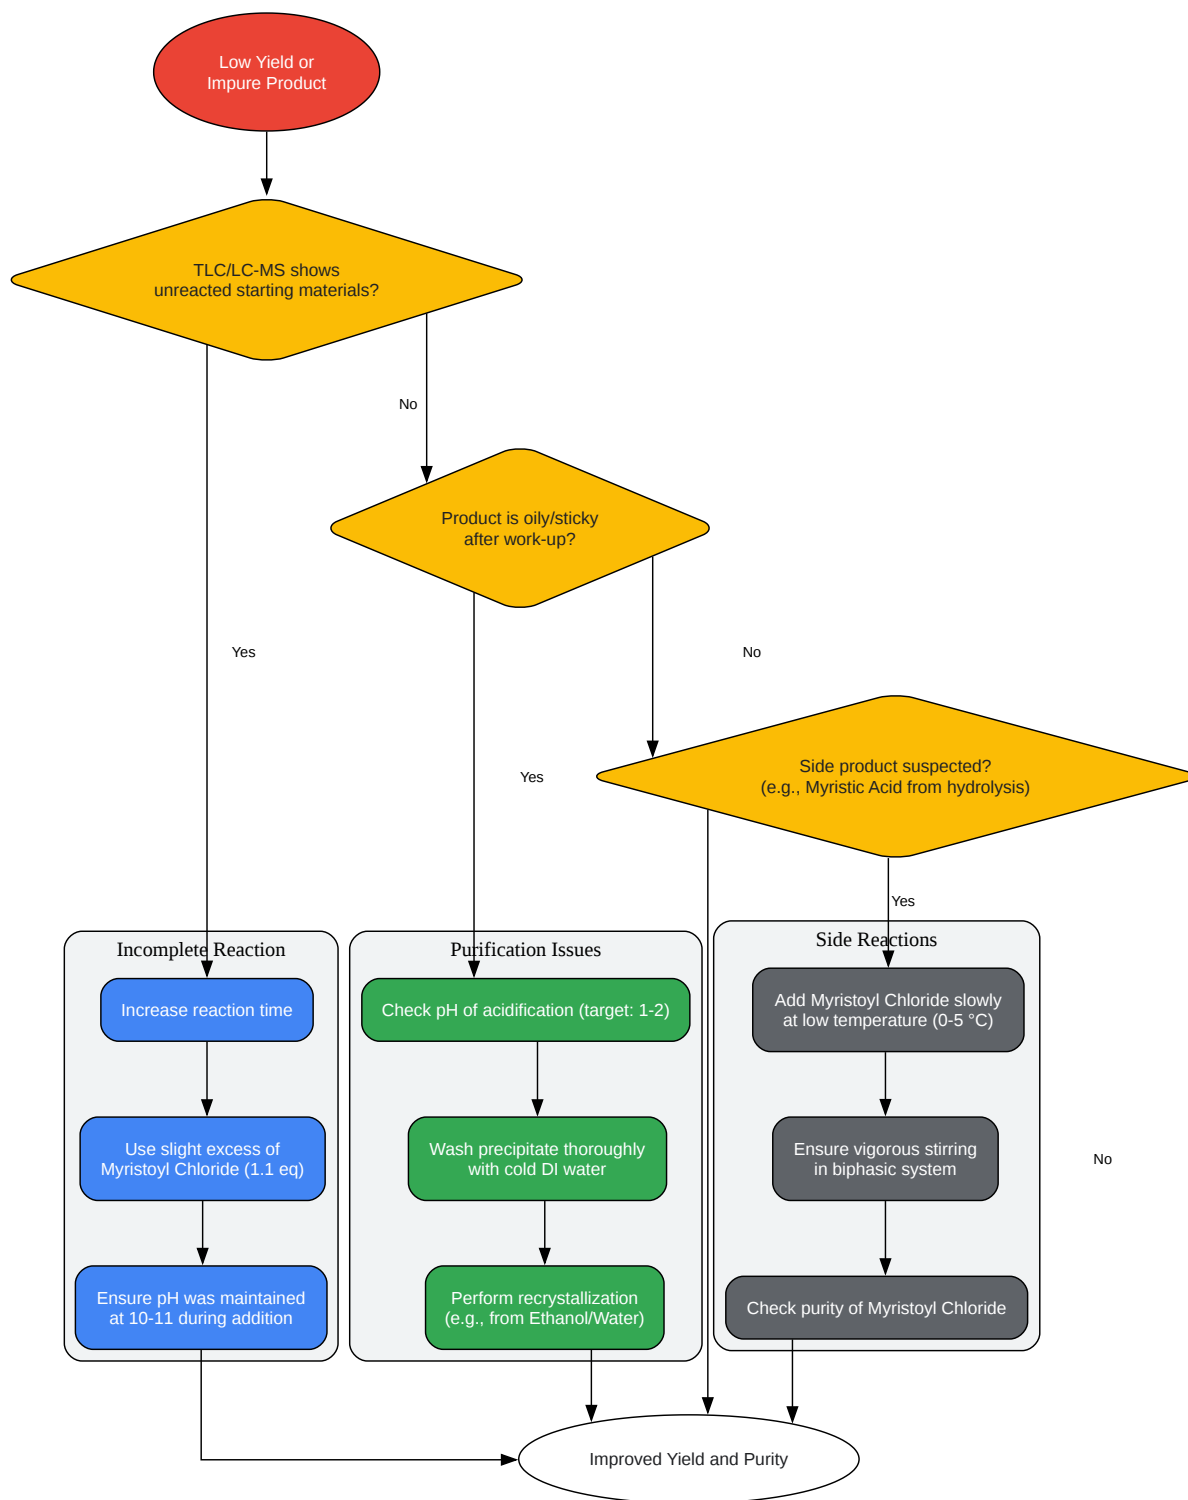 Low Yield or
Impure Product
TLC/LC-MS shows
unreacted starting materials?
No
Product is oily/sticky
after work-up?
Yes
No
Side product suspected?
(e.g., Myristic Acid from hydrolysis)
Yes
Yes
Incomplete Reaction
Increase reaction time
Use slight excess of
Myristoyl Chloride (1.1 eq)
Ensure pH was maintained
at 10-11 during addition
Purification Issues
Check pH of acidification (target: 1-2)
Wash precipitate thoroughly
with cold DI water
Perform recrystallization
(e.g., from Ethanol/Water)
Side Reactions
Add Myristoyl Chloride slowly
at low temperature (0-5 °C)
Ensure vigorous stirring
in biphasic system
Check purity of Myristoyl Chloride
No
Improved Yield and Purity